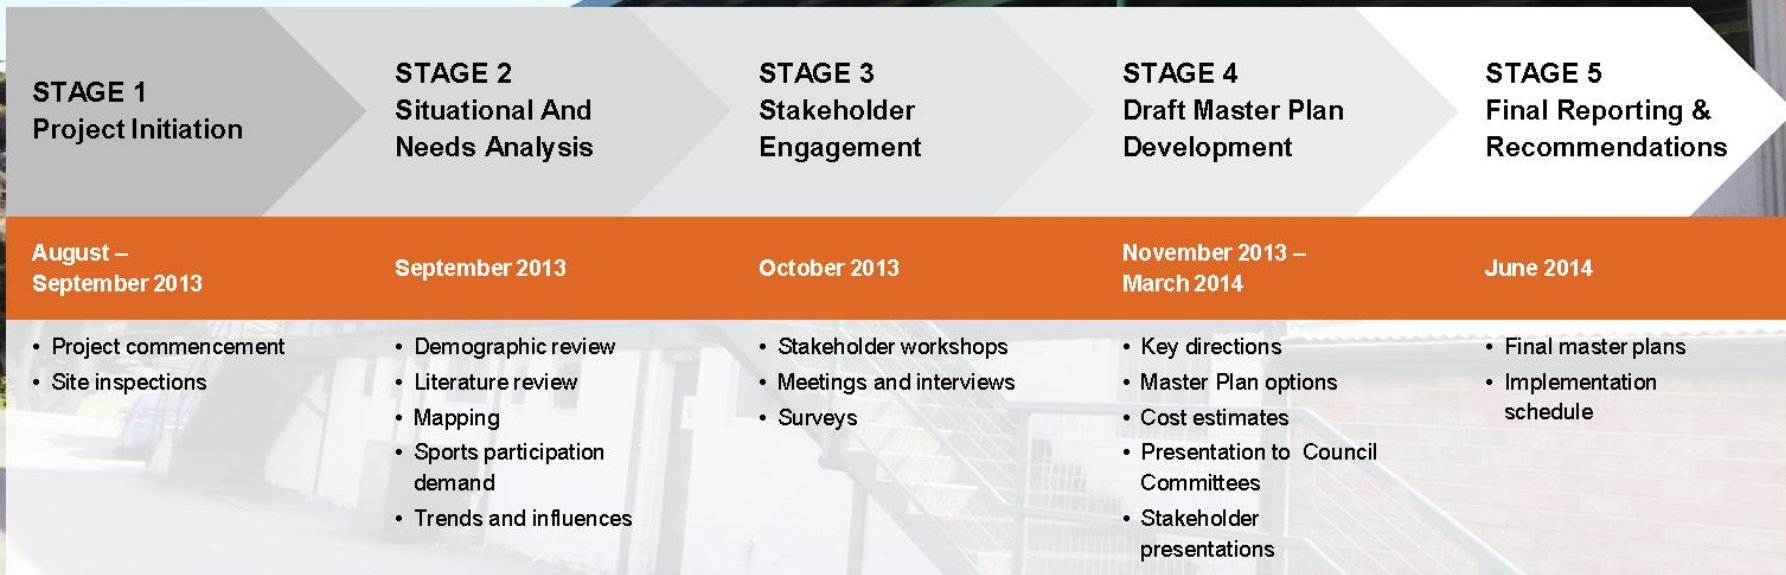 STAGE 1
Project Initiation
STAGE 2
Situational And
Needs Analysis
STAGE 3
Stakeholder
Engagement
STAGE 4
Draft Master Plan
Development
STAGE 5
Final Reporting &
Recommendations
August –
September 2013
September 2013
October 2013
November 2013 –
March 2014
June 2014
• Project commencement
• Site inspections
• Demographic review
• Literature review
• Mapping
• Sports participation
demand
• Trends and influences
• Stakeholder workshops
• Meetings and interviews
• Surveys
• Key directions
• Master Plan options
• Cost estimates
• Presentation to Council
Committees
• Stakeholder
presentations
• Final master plans
• Implementation
schedule